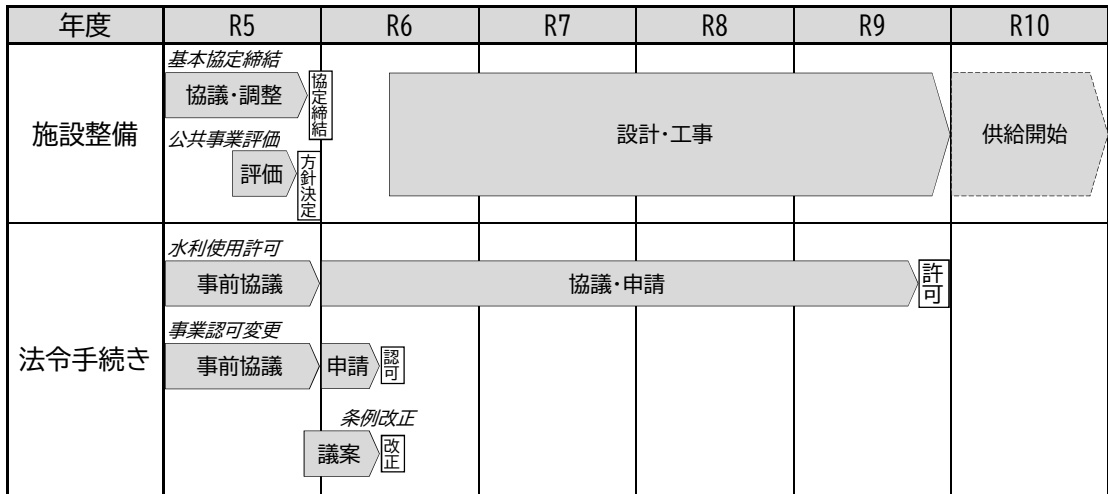 年度 R5 R6 R7 R8 R9 R10
施設整備
基本協定締結
協議・調整
協定締結
公共事業評価
評価
方針決定
設計・工事
供給開始
法令手続き
水利使用許可
事前協議
協議・申請
許可
事業認可変更
事前協議
申請
認可
条例改正
議案
改正